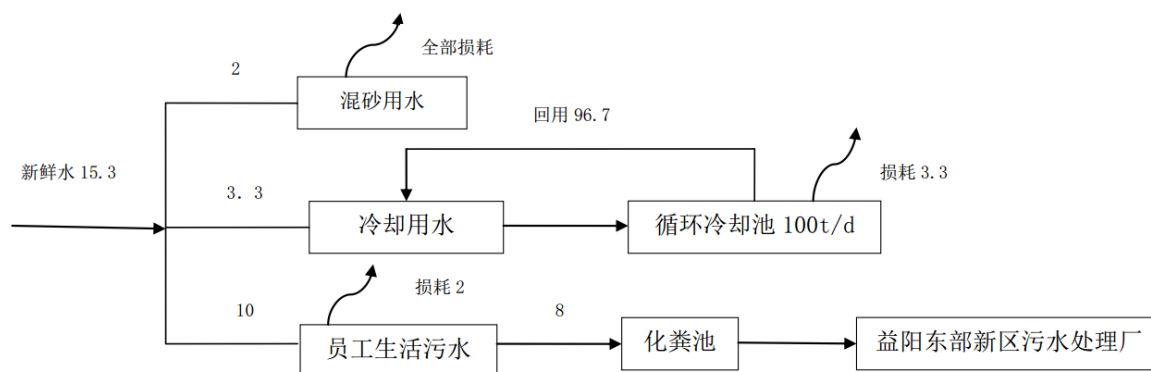 全部损耗
2
混砂用水
回用 96.7
新鲜水 15.3
损耗 3.3
3. 3
冷却用水
循环冷却池 100t/d
损耗 2
10
8
员工生活污水
化粪池
益阳东部新区污水处理厂